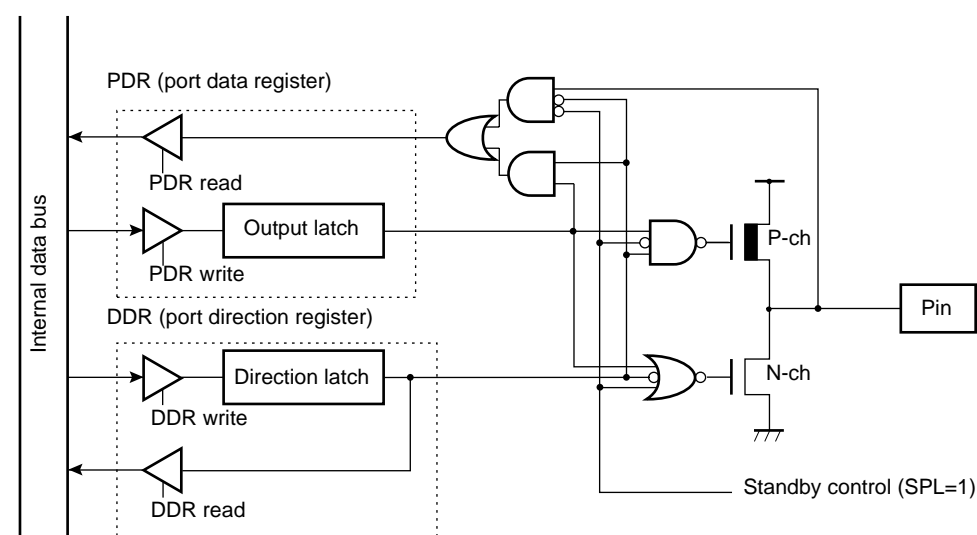 PDR (port data register)
PDR read
Output latch
PDR write
P-ch
Pin
Internal data bus
DDR (port direction register)
Direction latch
DDR write
N-ch
DDR read
Standby control (SPL=1)